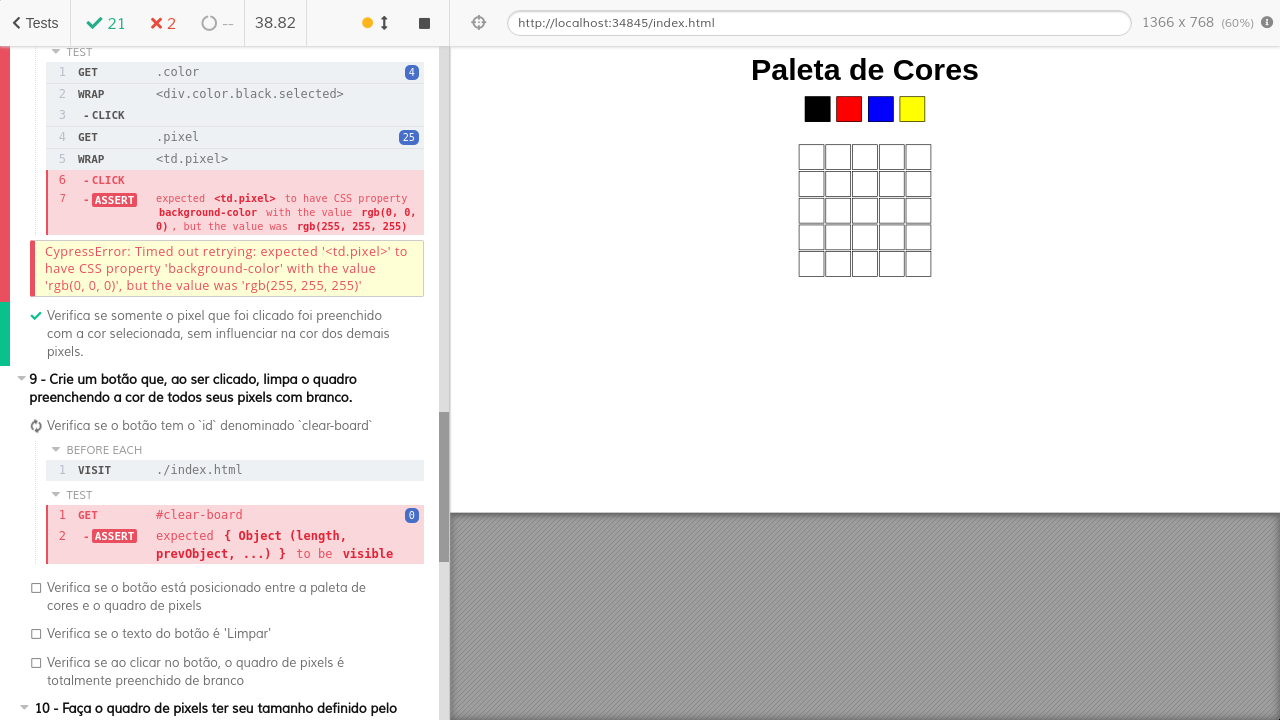 Tests
21
2
--
38.82
http://localhost:34845/index.html
1366 x 768 (60%)
TEST
1 GET .color 4
2 WRAP <div.color.black.selected>
3 - CLICK
4 GET .pixel 25
5 WRAP <td.pixel>
6 - CLICK
7 - ASSERT expected <td.pixel> to have CSS property
background-color with the value rgb(0, 0,
0) , but the value was rgb(255, 255, 255)
CypressError: Timed out retrying: expected '<td.pixel>' to
have CSS property 'background-color' with the value
'rgb(0, 0, 0)', but the value was 'rgb(255, 255, 255)'
Verifica se somente o pixel que foi clicado foi preenchido
com a cor selecionada, sem influenciar na cor dos demais
pixels.
9 - Crie um botão que, ao ser clicado, limpa o quadro
preenchendo a cor de todos seus pixels com branco.
Verifica se o botão tem o `id` denominado `clear-board`
BEFORE EACH
1 VISIT ./index.html
TEST
1 GET #clear-board 0
2 - ASSERT expected { Object (length,
prevObject, ...) } to be visible
Verifica se o botão está posicionado entre a paleta de
cores e o quadro de pixels
Verifica se o texto do botão é 'Limpar'
Verifica se ao clicar no botão, o quadro de pixels é
totalmente preenchido de branco
10 - Faça o quadro de pixels ter seu tamanho definido pelo
Paleta de Cores